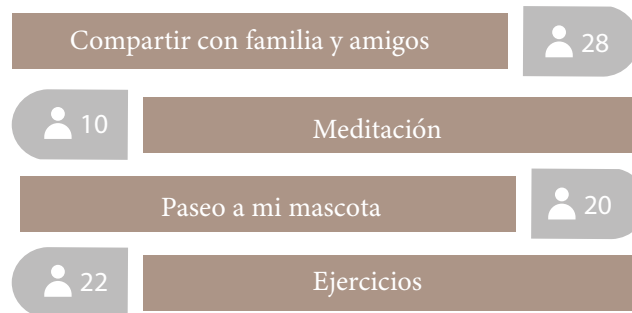 Compartir con familia y amigos 28
10 Meditación
Paseo a mi mascota 20
22 Ejercicios